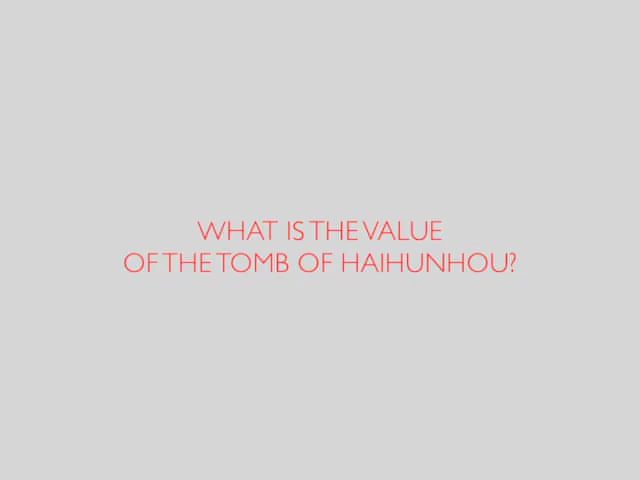 WHAT IS THE VALUE
OF THE TOMB OF HAIHUNHOU?